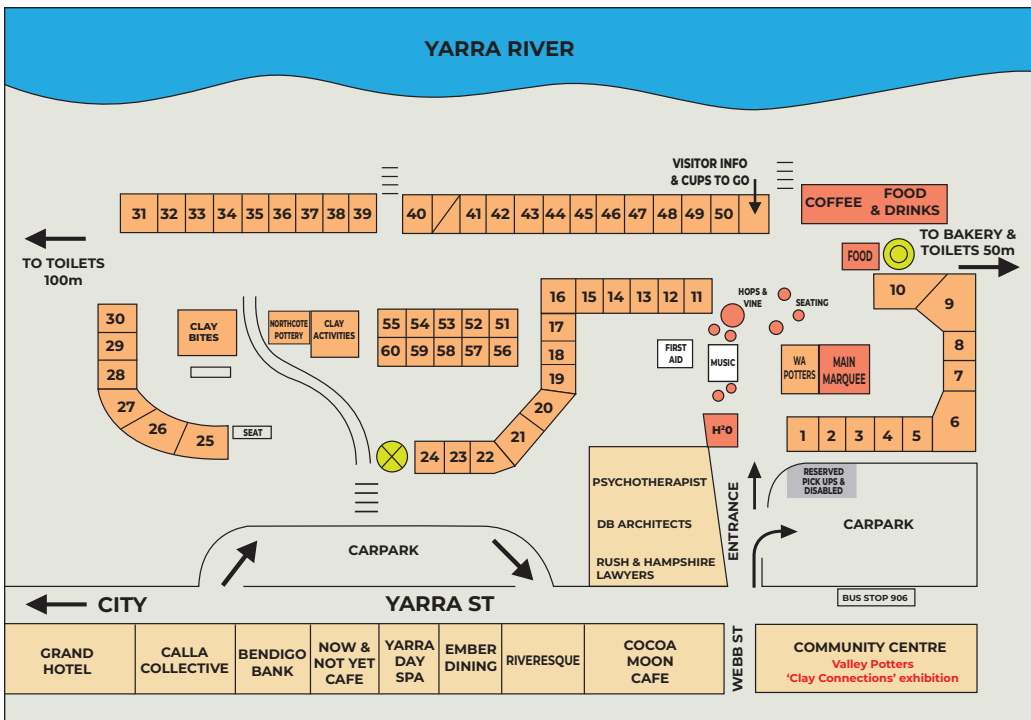 YARRA RIVER
VISITOR INFO
& CUPS TO GO
31 32 33 34 35 36 37 38 39
40 41 42 43 44 45 46 47 48 49 50
COFFEE FOOD
& DRINKS
TO TOILETS
100m
FOOD
TO BAKERY &
TOILETS 50m
30
29
28
27
26
25
CLAY
BITES
SEAT
NORTHCOTE
POTTERY
CLAY
ACTIVITIES
55 54 53 52 51
60 59 58 57 56
16 15 14 13 12 11
17
18
19
20
21
24 23 22
HOPS &
VINE
SEATING
FIRST
AID
MUSIC
WA
POTTERS
MAIN
MARQUEE
H²0
10
9
8
7
6
1 2 3 4 5
PSYCHOTHERAPIST
DB ARCHITECTS
RUSH & HAMPSHIRE
LAWYERS
ENTRANCE
RESERVED
PICK UPS &
DISABLED
CARPARK
CARPARK
BUS STOP 906
CITY
YARRA ST
GRAND
HOTEL
CALLA
COLLECTIVE
BENDIGO
BANK
NOW &
NOT YET
CAFE
YARRA
DAY
SPA
EMBER
DINING
RIVERESQUE
COCOA
MOON
CAFE
WEBB ST
COMMUNITY CENTRE
Valley Potters
‘Clay Connections’ exhibition